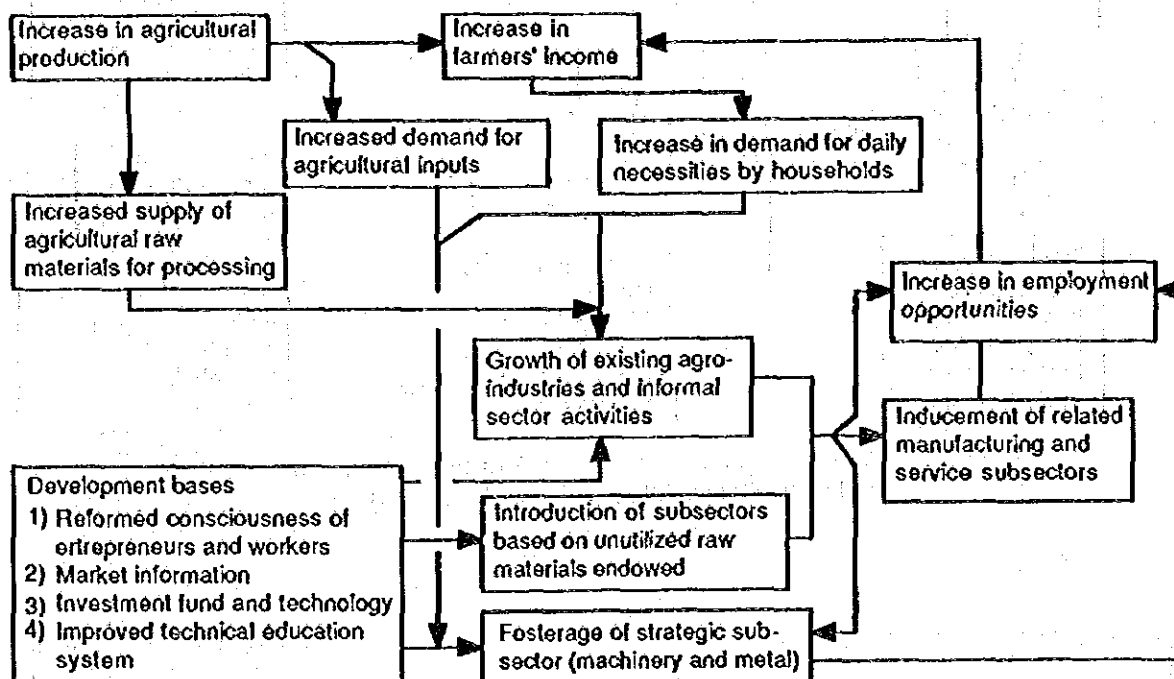 Increase in agricultural
production
Increase in
farmers' income
Increased demand for
agricultural inputs
Increase in demand for daily
necessities by households
Increased supply of
agricultural raw
materials for processing
Increase in employment
opportunities
Growth of existing agro-
industries and informal
sector activities
Inducement of related
manufacturing and
service subsectors
Development bases
1) Reformed consciousness of
entrepreneurs and workers
2) Market information
3) Investment fund and technology
4) Improved technical education
system
Introduction of subsectors
based on unutilized raw
materials endowed
Fosterage of strategic sub-
sector (machinery and metal)